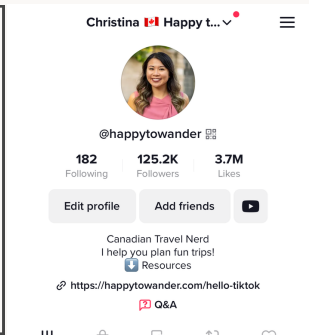 Christina 🇨🇦 Happy t...
@happytowander
182 125.2K 3.7M
Following Followers Likes
Edit profile Add friends
Canadian Travel Nerd
I help you plan fun trips!
⬇️ Resources
https://happytowander.com/hello-tiktok
Q&A